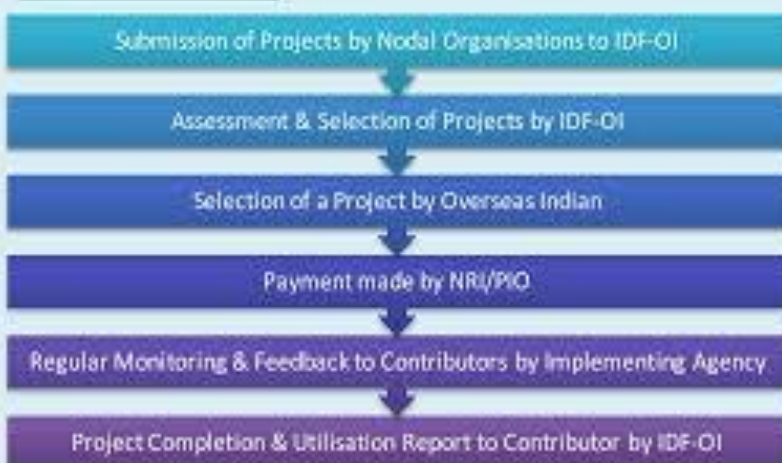 Submission of Projects by Nodal Organisations to IDF-OI
Assessment & Selection of Projects by IDF-OI
Selection of a Project by Overseas Indian
Payment made by NRI/PIO
Regular Monitoring & Feedback to Contributors by Implementing Agency
Project Completion & Utilisation Report to Contributor by IDF-OI